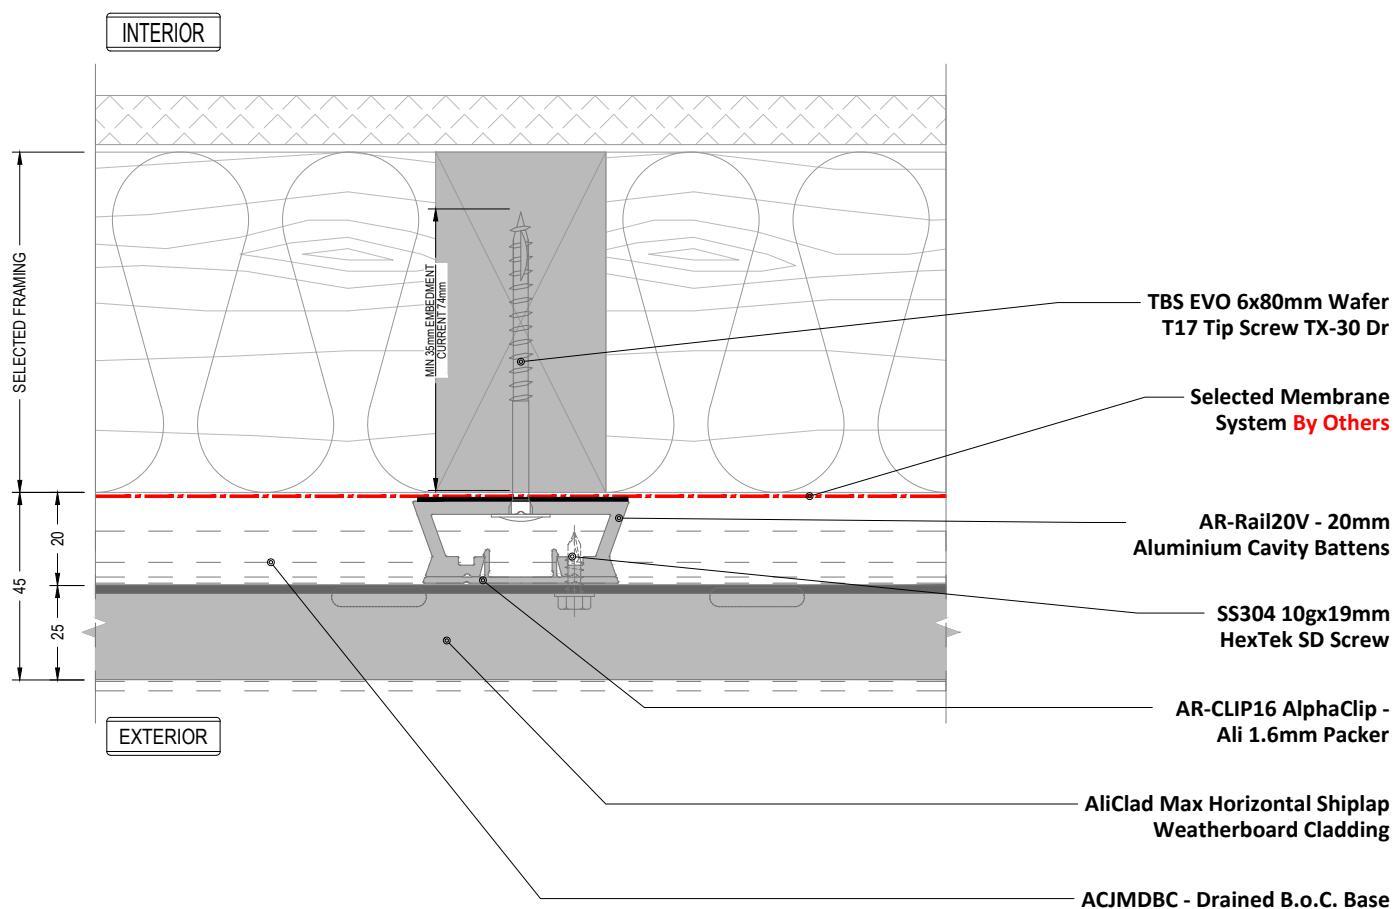 INTERIOR
SELECTED FRAMING
MIN 35mm EMBEDMENT
CURRENT 74mm
TBS EVO 6x80mm Wafer
T17 Tip Screw TX-30 Dr
Selected Membrane
System By Others
20
45
25
AR-Rail20V - 20mm
Aluminium Cavity Battens
SS304 10gx19mm
HexTek SD Screw
AR-CLIP16 AlphaClip -
Ali 1.6mm Packer
EXTERIOR
AliClad Max Horizontal Shiplap
Weatherboard Cladding
ACJMDBC - Drained B.o.C. Base